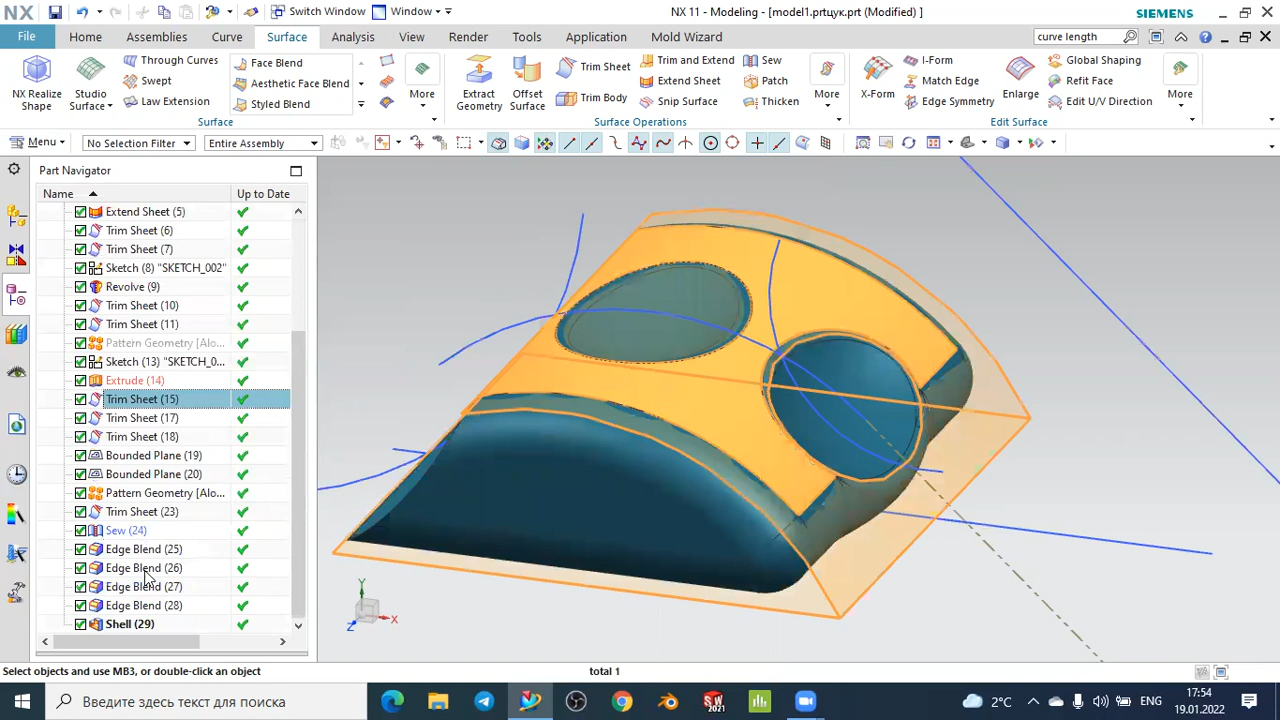 NX Switch Window Window NX 11 - Modeling - [model1.prtцук.prt (Modified) ] SIEMENS
File Home Assemblies Curve Surface Analysis View Render Tools Application Mold Wizard curve length
NX Realize Shape
Studio Surface
Through Curves
Swept
Law Extension
Face Blend
Aesthetic Face Blend
Styled Blend
More
Surface
Extract Geometry
Offset Surface
Trim Sheet
Trim Body
Trim and Extend
Extend Sheet
Snip Surface
Sew
Patch
Thicken
More
Surface Operations
X-Form
I-Form
Match Edge
Edge Symmetry
Enlarge
Global Shaping
Refit Face
Edit U/V Direction
More
Edit Surface
Menu No Selection Filter Entire Assembly
Part Navigator
Name Up to Date
Extend Sheet (5)
Trim Sheet (6)
Trim Sheet (7)
Sketch (8) "SKETCH_002"
Revolve (9)
Trim Sheet (10)
Trim Sheet (11)
Pattern Geometry [Alo...
Sketch (13) "SKETCH_0...
Extrude (14)
Trim Sheet (15)
Trim Sheet (17)
Trim Sheet (18)
Bounded Plane (19)
Bounded Plane (20)
Pattern Geometry [Alo...
Trim Sheet (23)
Sew (24)
Edge Blend (25)
Edge Blend (26)
Edge Blend (27)
Edge Blend (28)
Shell (29)
Y
Z
X
Select objects and use MB3, or double-click an object total 1
Введите здесь текст для поиска
SW
2021
2°C
ENG
17:54
19.01.2022